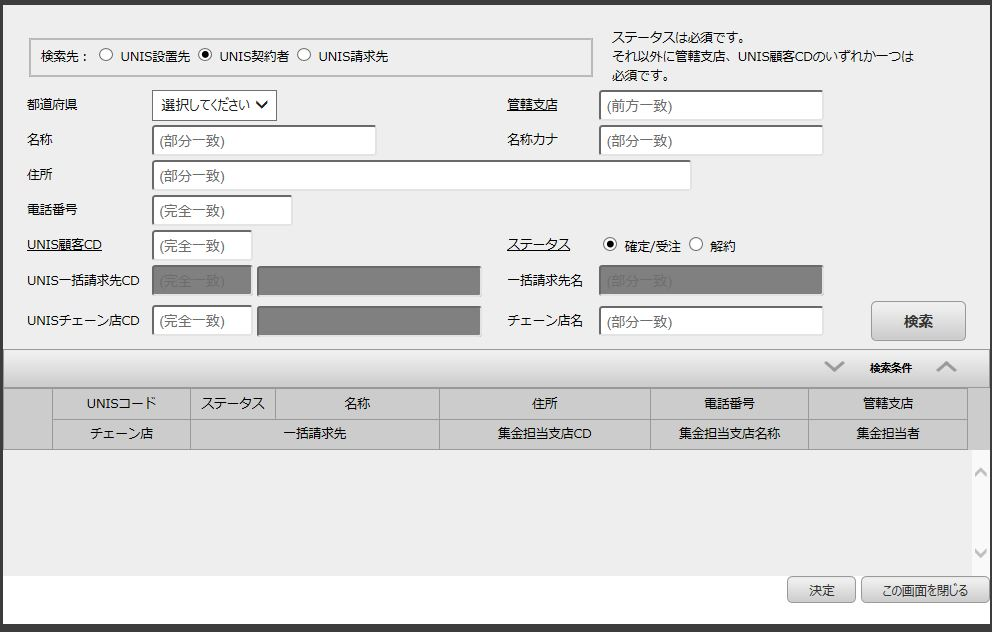 検索先： UNIS設置先 UNIS契約者 UNIS請求先
ステータスは必須です。
それ以外に管轄支店、UNIS顧客CDのいずれか一つは
必須です。
都道府県 選択してください 管轄支店 (前方一致)
名称 (部分一致) 名称カナ (部分一致)
住所 (部分一致)
電話番号 (完全一致)
UNIS顧客CD (完全一致) ステータス 確定/受注 解約
UNIS一括請求先CD (完全一致) 一括請求先名 (部分一致)
UNISチェーン店CD (完全一致) チェーン店名 (部分一致) 検索
検索条件
UNISコード ステータス 名称 住所 電話番号 管轄支店
チェーン店 一括請求先 集金担当支店CD 集金担当支店名称 集金担当者
決定 この画面を閉じる